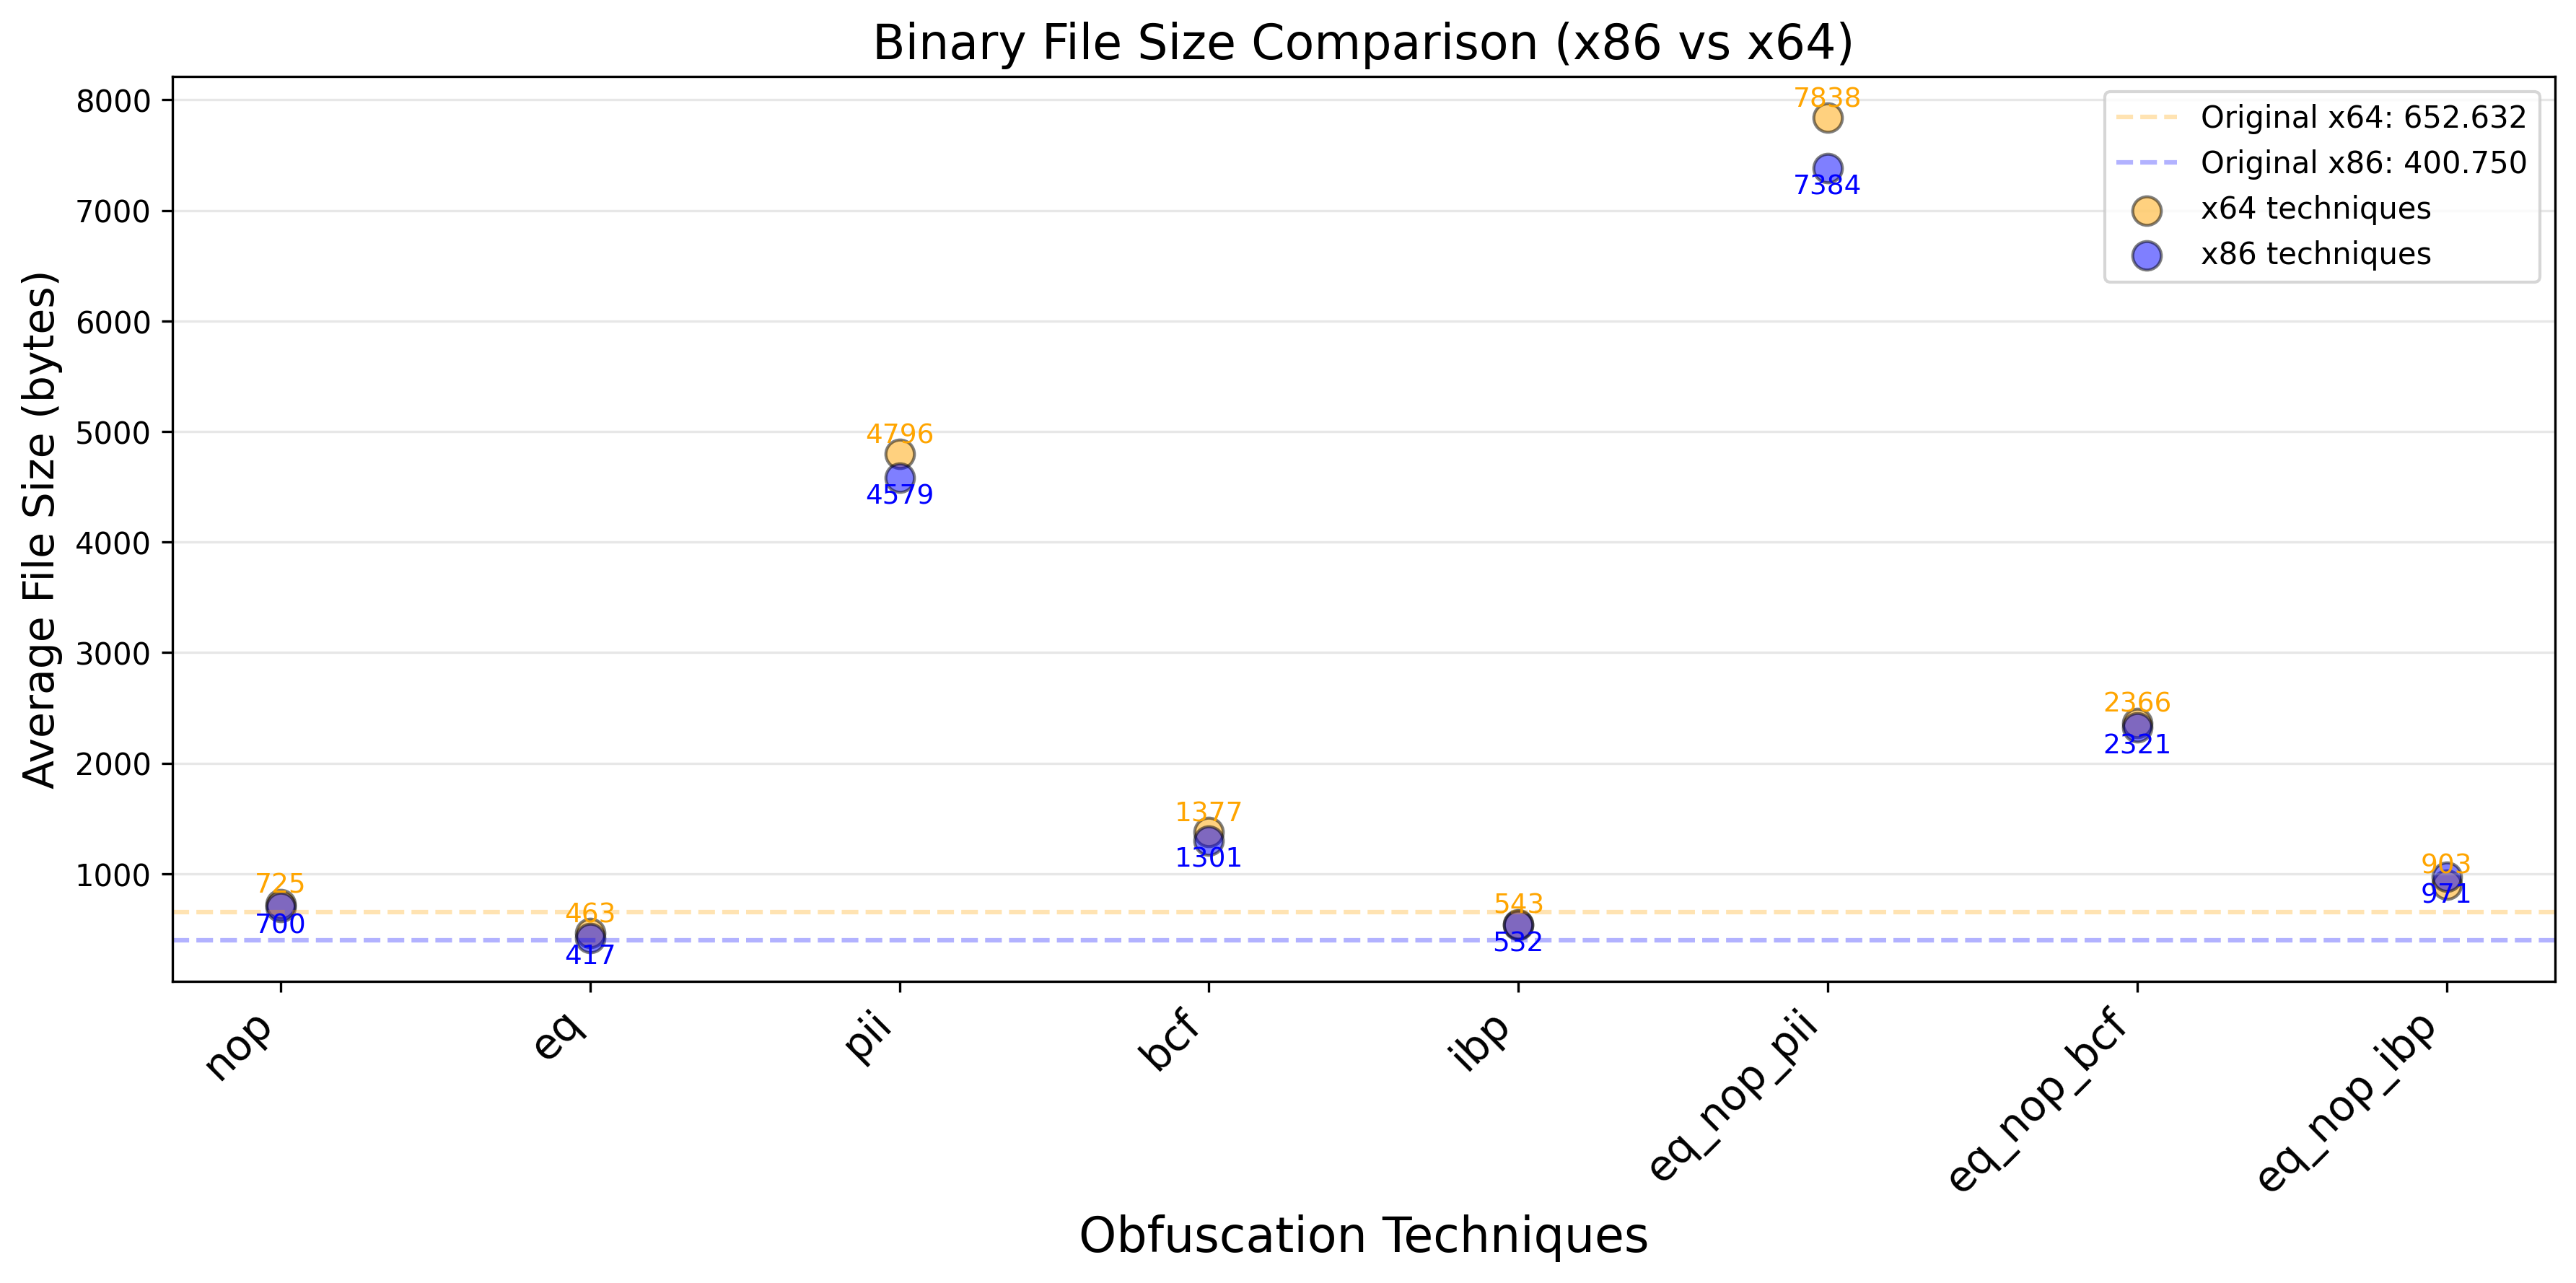 Binary File Size Comparison (x86 vs x64)
Average File Size (bytes)
8000
7000
6000
5000
4000
3000
2000
1000
Original x64: 652.632
Original x86: 400.750
x64 techniques
x86 techniques
725
700
463
417
4796
4579
1377
1301
543
532
7838
7384
2366
2321
903
971
nop
eq
pii
bcf
ibp
eq_nop_pii
eq_nop_bcf
eq_nop_ibp
Obfuscation Techniques